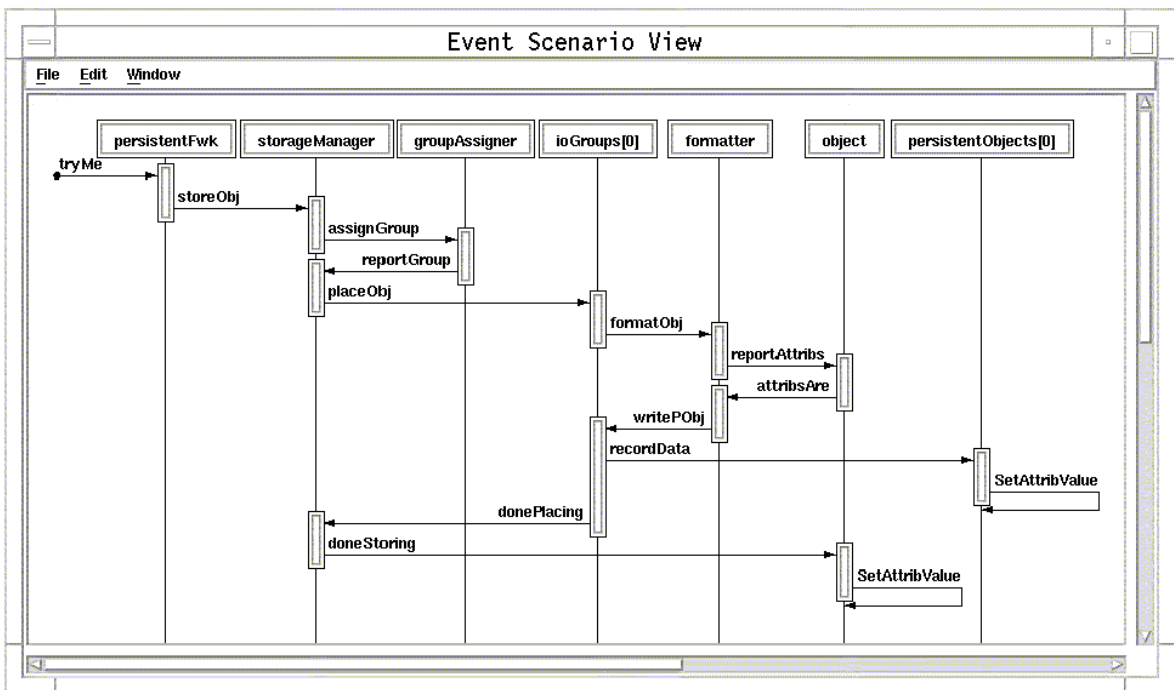 Event Scenario View
File Edit Window
persistentFwk storageManager groupAssigner ioGroups[0] formatter object persistentObjects[0]
tryMe
storeObj
assignGroup
reportGroup
placeObj
formatObj
reportAttribs
attribsAre
writePObj
recordData
SetAttribValue
donePlacing
doneStoring
SetAttribValue